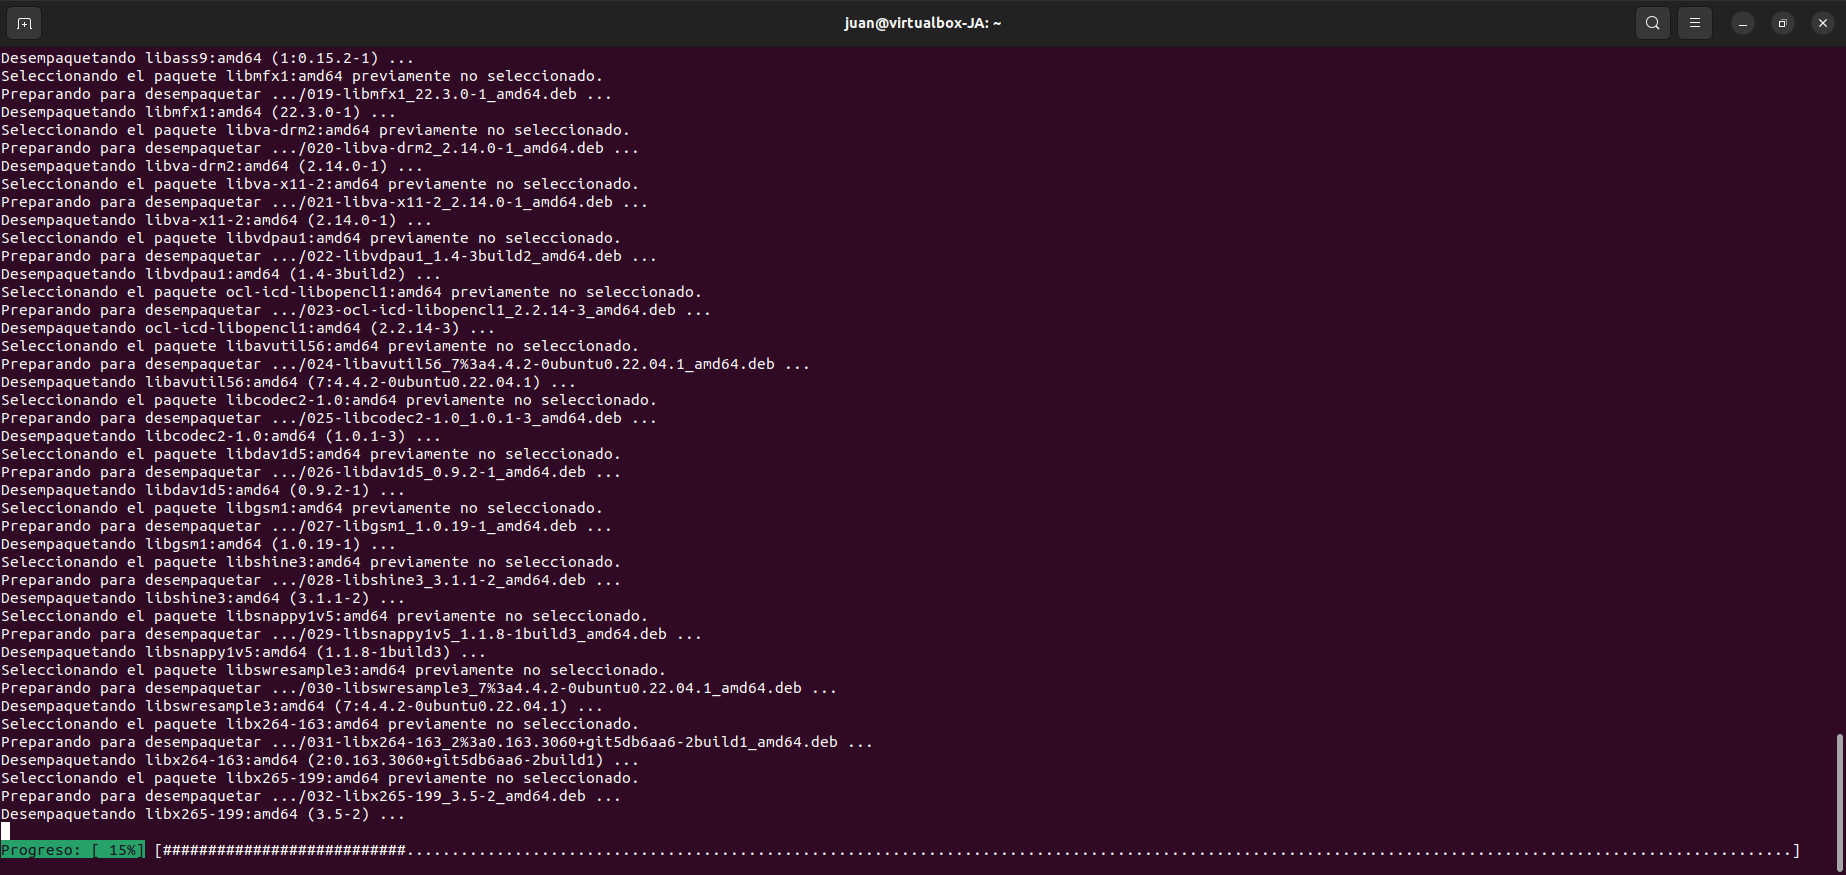 juan@virtualbox-JA: ~
Desempaquetando libass9:amd64 (1:0.15.2-1) ...
Seleccionando el paquete libmfx1:amd64 previamente no seleccionado.
Preparando para desempaquetar .../019-libmfx1_22.3.0-1_amd64.deb ...
Desempaquetando libmfx1:amd64 (22.3.0-1) ...
Seleccionando el paquete libva-drm2:amd64 previamente no seleccionado.
Preparando para desempaquetar .../020-libva-drm2_2.14.0-1_amd64.deb ...
Desempaquetando libva-drm2:amd64 (2.14.0-1) ...
Seleccionando el paquete libva-x11-2:amd64 previamente no seleccionado.
Preparando para desempaquetar .../021-libva-x11-2_2.14.0-1_amd64.deb ...
Desempaquetando libva-x11-2:amd64 (2.14.0-1) ...
Seleccionando el paquete libvdpau1:amd64 previamente no seleccionado.
Preparando para desempaquetar .../022-libvdpau1_1.4-3build2_amd64.deb ...
Desempaquetando libvdpau1:amd64 (1.4-3build2) ...
Seleccionando el paquete ocl-icd-libopencl1:amd64 previamente no seleccionado.
Preparando para desempaquetar .../023-ocl-icd-libopencl1_2.2.14-3_amd64.deb ...
Desempaquetando ocl-icd-libopencl1:amd64 (2.2.14-3) ...
Seleccionando el paquete libavutil56:amd64 previamente no seleccionado.
Preparando para desempaquetar .../024-libavutil56_7%3a4.4.2-0ubuntu0.22.04.1_amd64.deb ...
Desempaquetando libavutil56:amd64 (7:4.4.2-0ubuntu0.22.04.1) ...
Seleccionando el paquete libcodec2-1.0:amd64 previamente no seleccionado.
Preparando para desempaquetar .../025-libcodec2-1.0_1.0.1-3_amd64.deb ...
Desempaquetando libcodec2-1.0:amd64 (1.0.1-3) ...
Seleccionando el paquete libdav1d5:amd64 previamente no seleccionado.
Preparando para desempaquetar .../026-libdav1d5_0.9.2-1_amd64.deb ...
Desempaquetando libdav1d5:amd64 (0.9.2-1) ...
Seleccionando el paquete libgsm1:amd64 previamente no seleccionado.
Preparando para desempaquetar .../027-libgsm1_1.0.19-1_amd64.deb ...
Desempaquetando libgsm1:amd64 (1.0.19-1) ...
Seleccionando el paquete libshine3:amd64 previamente no seleccionado.
Preparando para desempaquetar .../028-libshine3_3.1.1-2_amd64.deb ...
Desempaquetando libshine3:amd64 (3.1.1-2) ...
Seleccionando el paquete libsnappy1v5:amd64 previamente no seleccionado.
Preparando para desempaquetar .../029-libsnappy1v5_1.1.8-1build3_amd64.deb ...
Desempaquetando libsnappy1v5:amd64 (1.1.8-1build3) ...
Seleccionando el paquete libswresample3:amd64 previamente no seleccionado.
Preparando para desempaquetar .../030-libswresample3_7%3a4.4.2-0ubuntu0.22.04.1_amd64.deb ...
Desempaquetando libswresample3:amd64 (7:4.4.2-0ubuntu0.22.04.1) ...
Seleccionando el paquete libx264-163:amd64 previamente no seleccionado.
Preparando para desempaquetar .../031-libx264-163_2%3a0.163.3060+git5db6aa6-2build1_amd64.deb ...
Desempaquetando libx264-163:amd64 (2:0.163.3060+git5db6aa6-2build1) ...
Seleccionando el paquete libx265-199:amd64 previamente no seleccionado.
Preparando para desempaquetar .../032-libx265-199_3.5-2_amd64.deb ...
Desempaquetando libx265-199:amd64 (3.5-2) ...
Progreso: [ 15%] [###########################..........................................................................................................................................................]